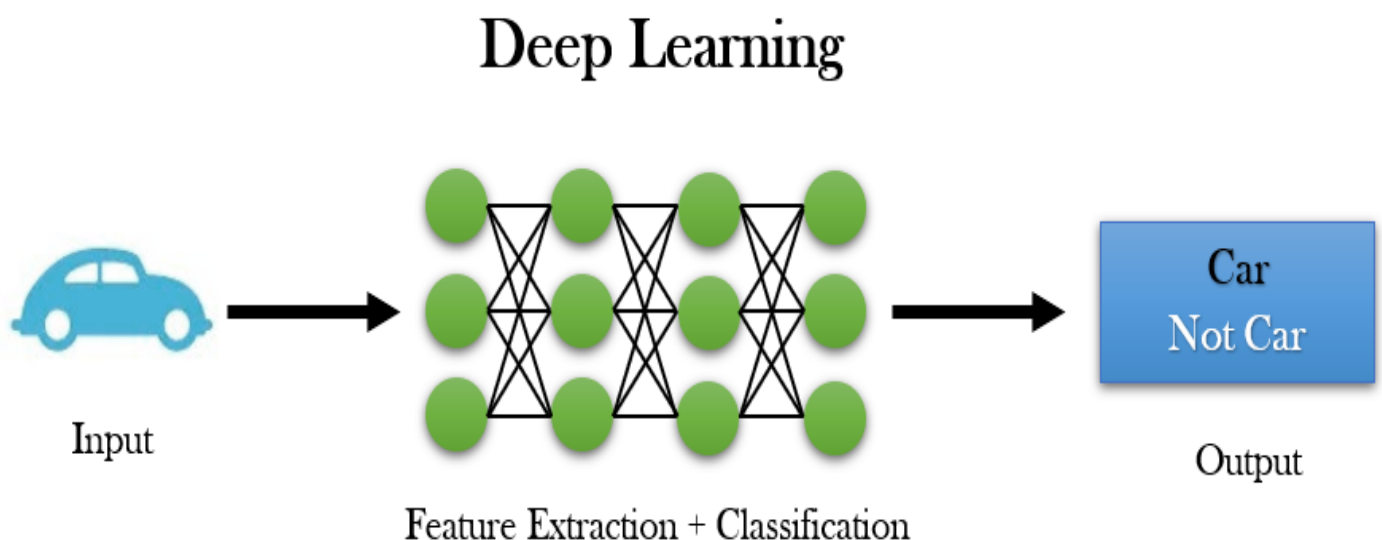 Deep Learning
Car
Not Car
Input
Output
Feature Extraction + Classification